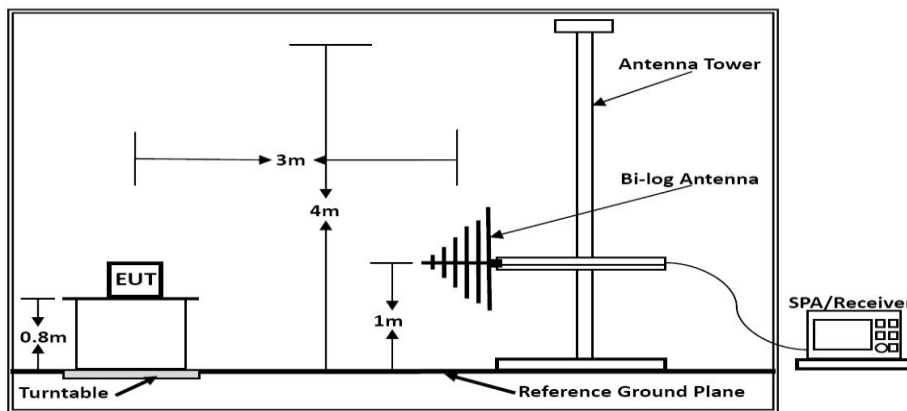 Antenna Tower
3m
Bi-log Antenna
4m
EUT
1m
SPA/Receiver
0.8m
Turntable
Reference Ground Plane